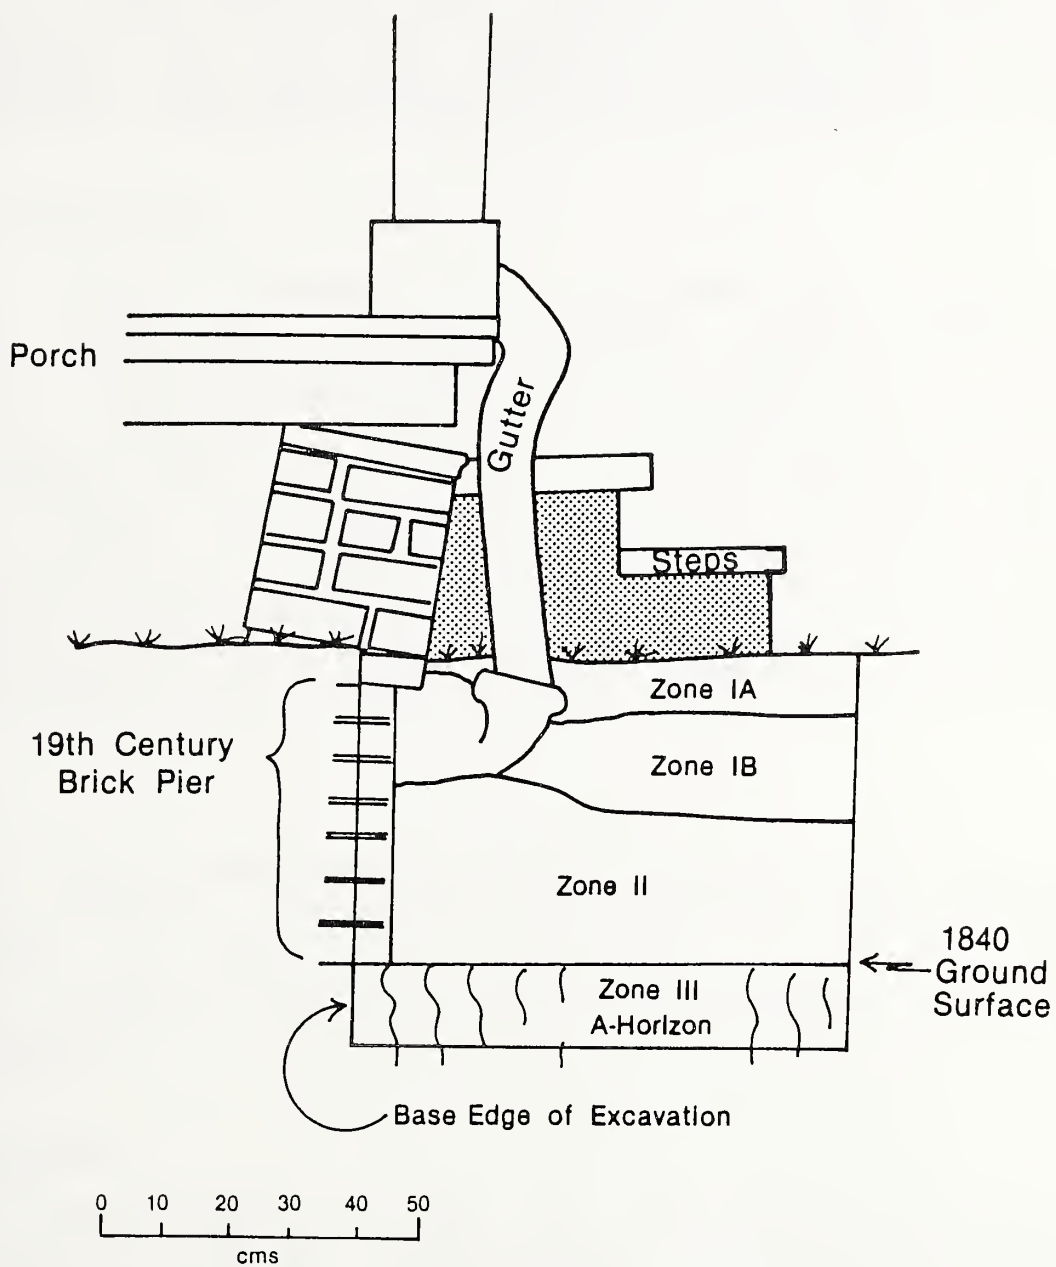 Porch
Gutter
Steps
Zone IA
19th Century
Brick Pier
Zone IB
Zone II
1840
Ground
Surface
Zone III
A-Horizon
Base Edge of Excavation
0 10 20 30 40 50
cms